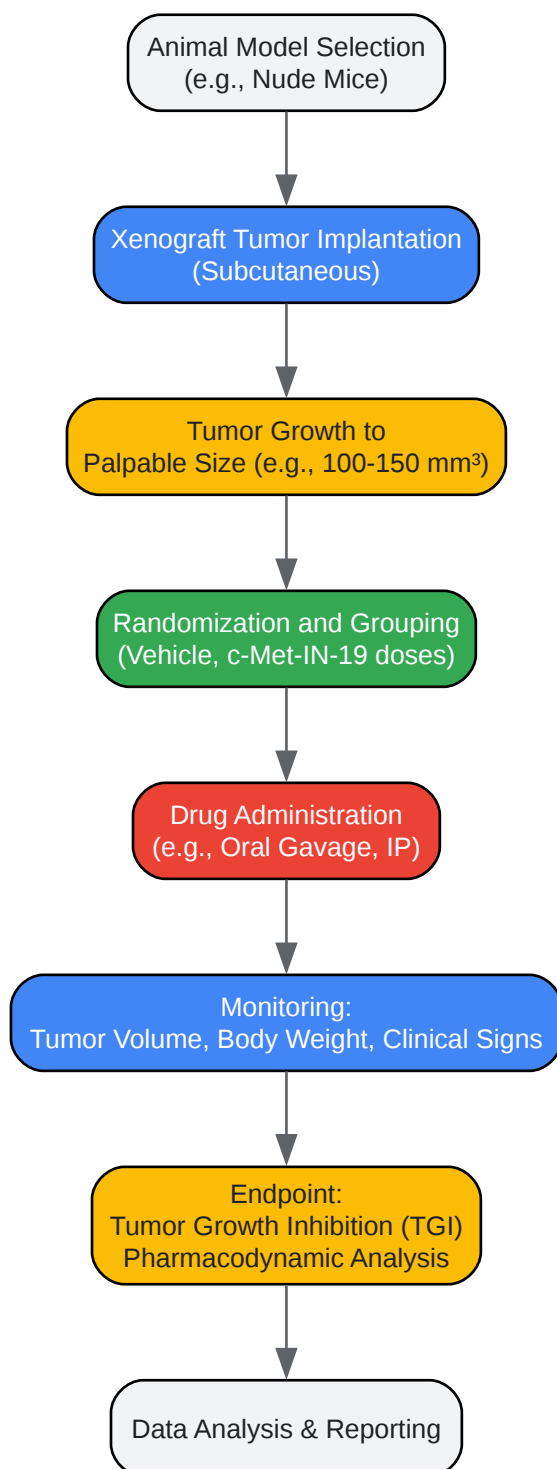 Animal Model Selection
(e.g., Nude Mice)
Xenograft Tumor Implantation
(Subcutaneous)
Tumor Growth to
Palpable Size (e.g., 100-150 mm³)
Randomization and Grouping
(Vehicle, c-Met-IN-19 doses)
Drug Administration
(e.g., Oral Gavage, IP)
Monitoring:
Tumor Volume, Body Weight, Clinical Signs
Endpoint:
Tumor Growth Inhibition (TGI)
Pharmacodynamic Analysis
Data Analysis & Reporting